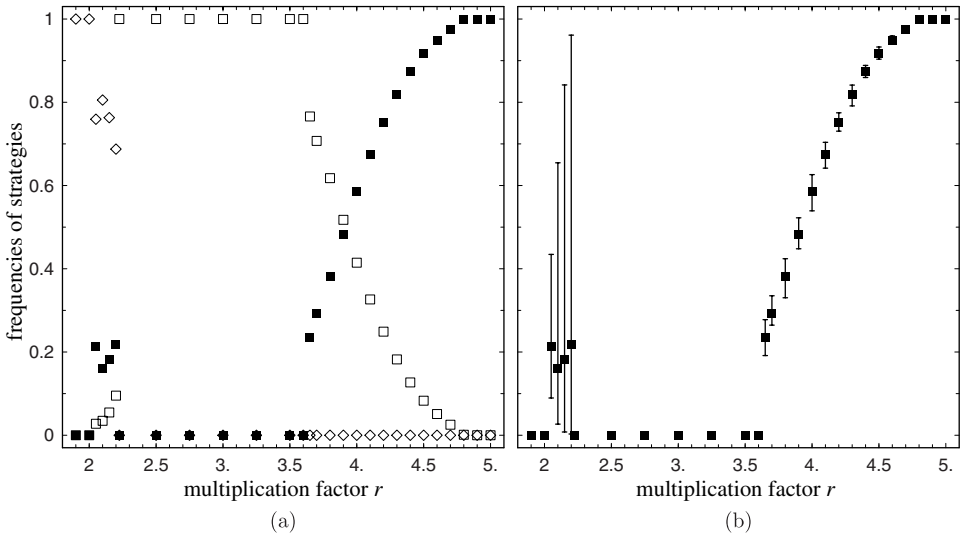 frequencies of strategies
1
0.8
0.6
0.4
0.2
0
2 2.5 3. 3.5 4. 4.5 5.
multiplication factor r
(a)
2 2.5 3. 3.5 4. 4.5 5.
multiplication factor r
(b)